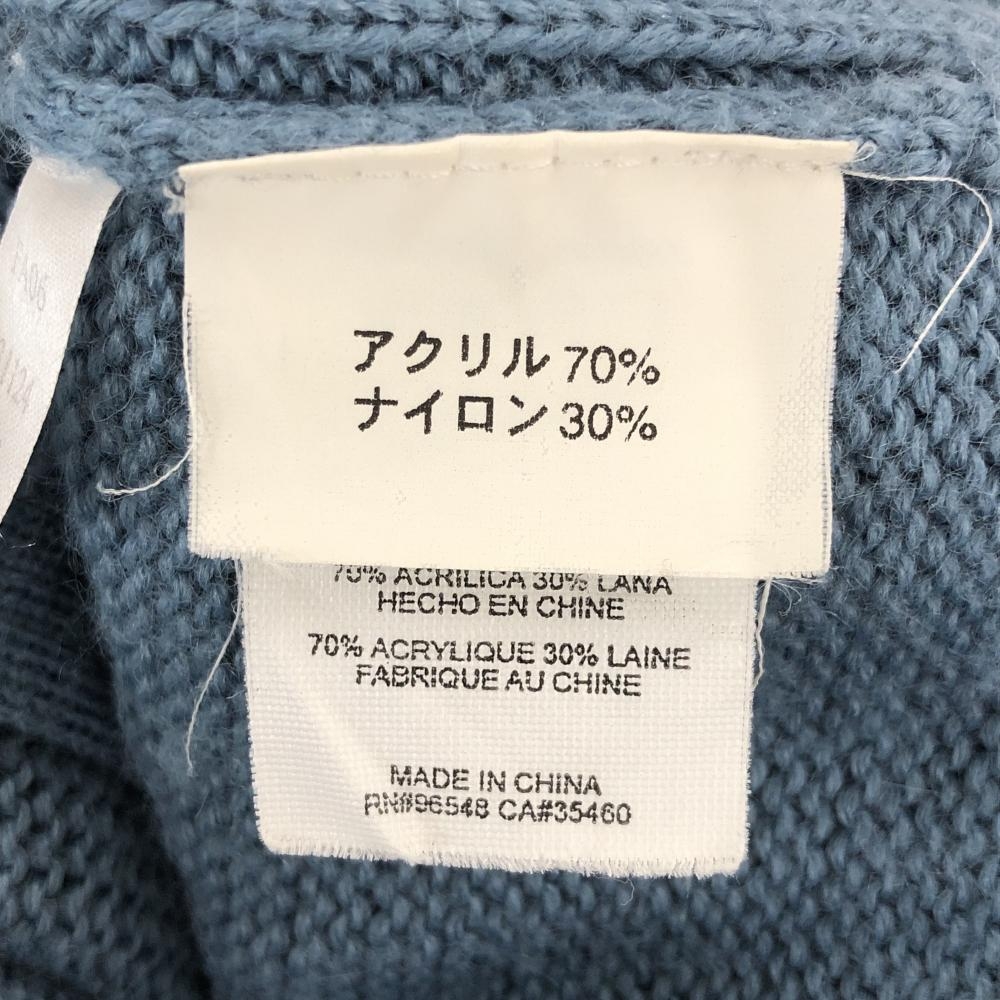 アクリル 70%
ナイロン 30%
70% ACRILICA 30% LANA
HECHO EN CHINE
70% ACRYLIQUE 30% LAINE
FABRIQUE AU CHINE
MADE IN CHINA
RN#96548 CA#35460
FA06